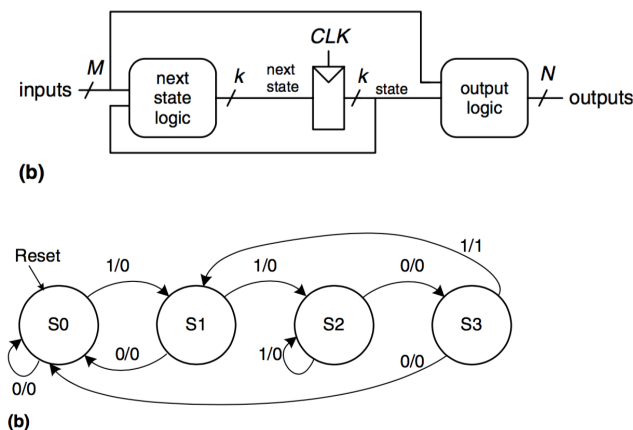 CLK
M
inputs
next
state
logic
k
next
state
k
state
output
logic
N
outputs
(b)
Reset
1/0
1/0
0/0
1/1
S0
S1
S2
S3
0/0
0/0
1/0
0/0
(b)